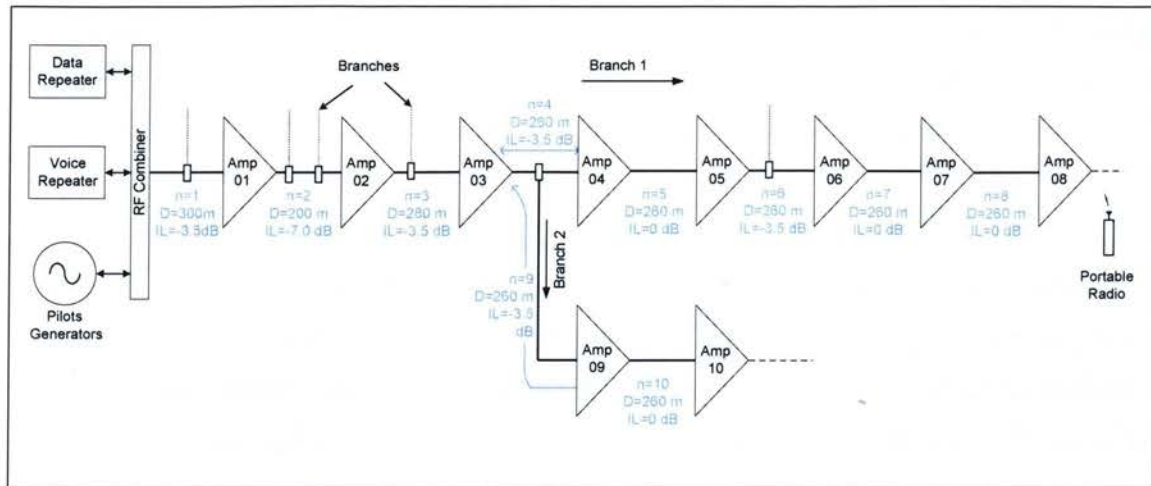 Data
Repeater
Voice
Repeater
Pilots
Generators
RF Combiner
Branches
Branch 1
n=1
D=300m
IL=-3.5dB
Amp
01
n=2
D=200 m
IL=-7.0 dB
Amp
02
n=3
D=260 m
IL=-3.5 dB
Amp
03
n=4
D=260 m
IL=-3.5 dB
Amp
04
n=5
D=260 m
IL=0 dB
Amp
05
n=6
D=260 m
IL=-3.5 dB
Amp
06
n=7
D=260 m
IL=0 dB
Amp
07
n=8
D=260 m
IL=0 dB
Amp
08
Portable
Radio
Branch 2
n=9
D=260 m
IL=-3.5
dB
Amp
09
n=10
D=260 m
IL=0 dB
Amp
10